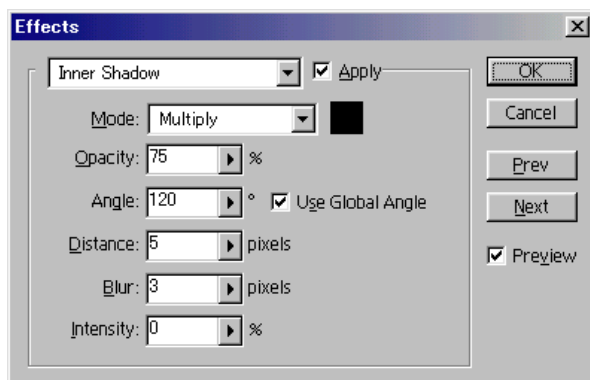 Effects
Inner Shadow Apply OK
Mode: Multiply Cancel
Opacity: 75 % Prev
Angle: 120 ° Use Global Angle Next
Distance: 5 pixels Preview
Blur: 3 pixels
Intensity: 0 %